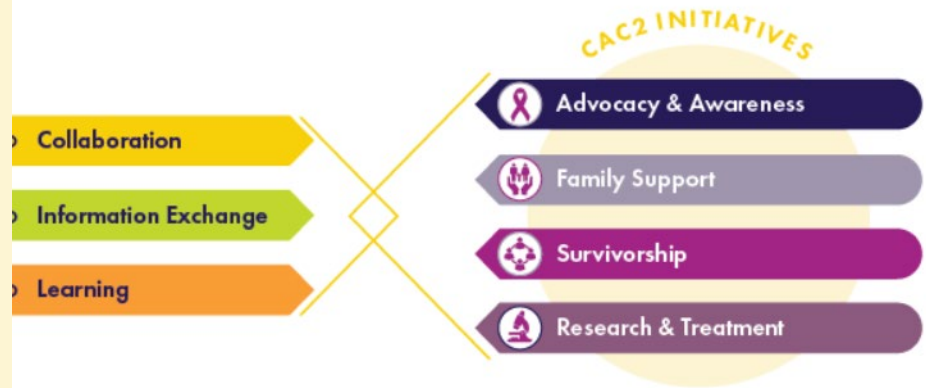 CAC2 INITIATIVES
Collaboration
Information Exchange
Learning
Advocacy & Awareness
Family Support
Survivorship
Research & Treatment